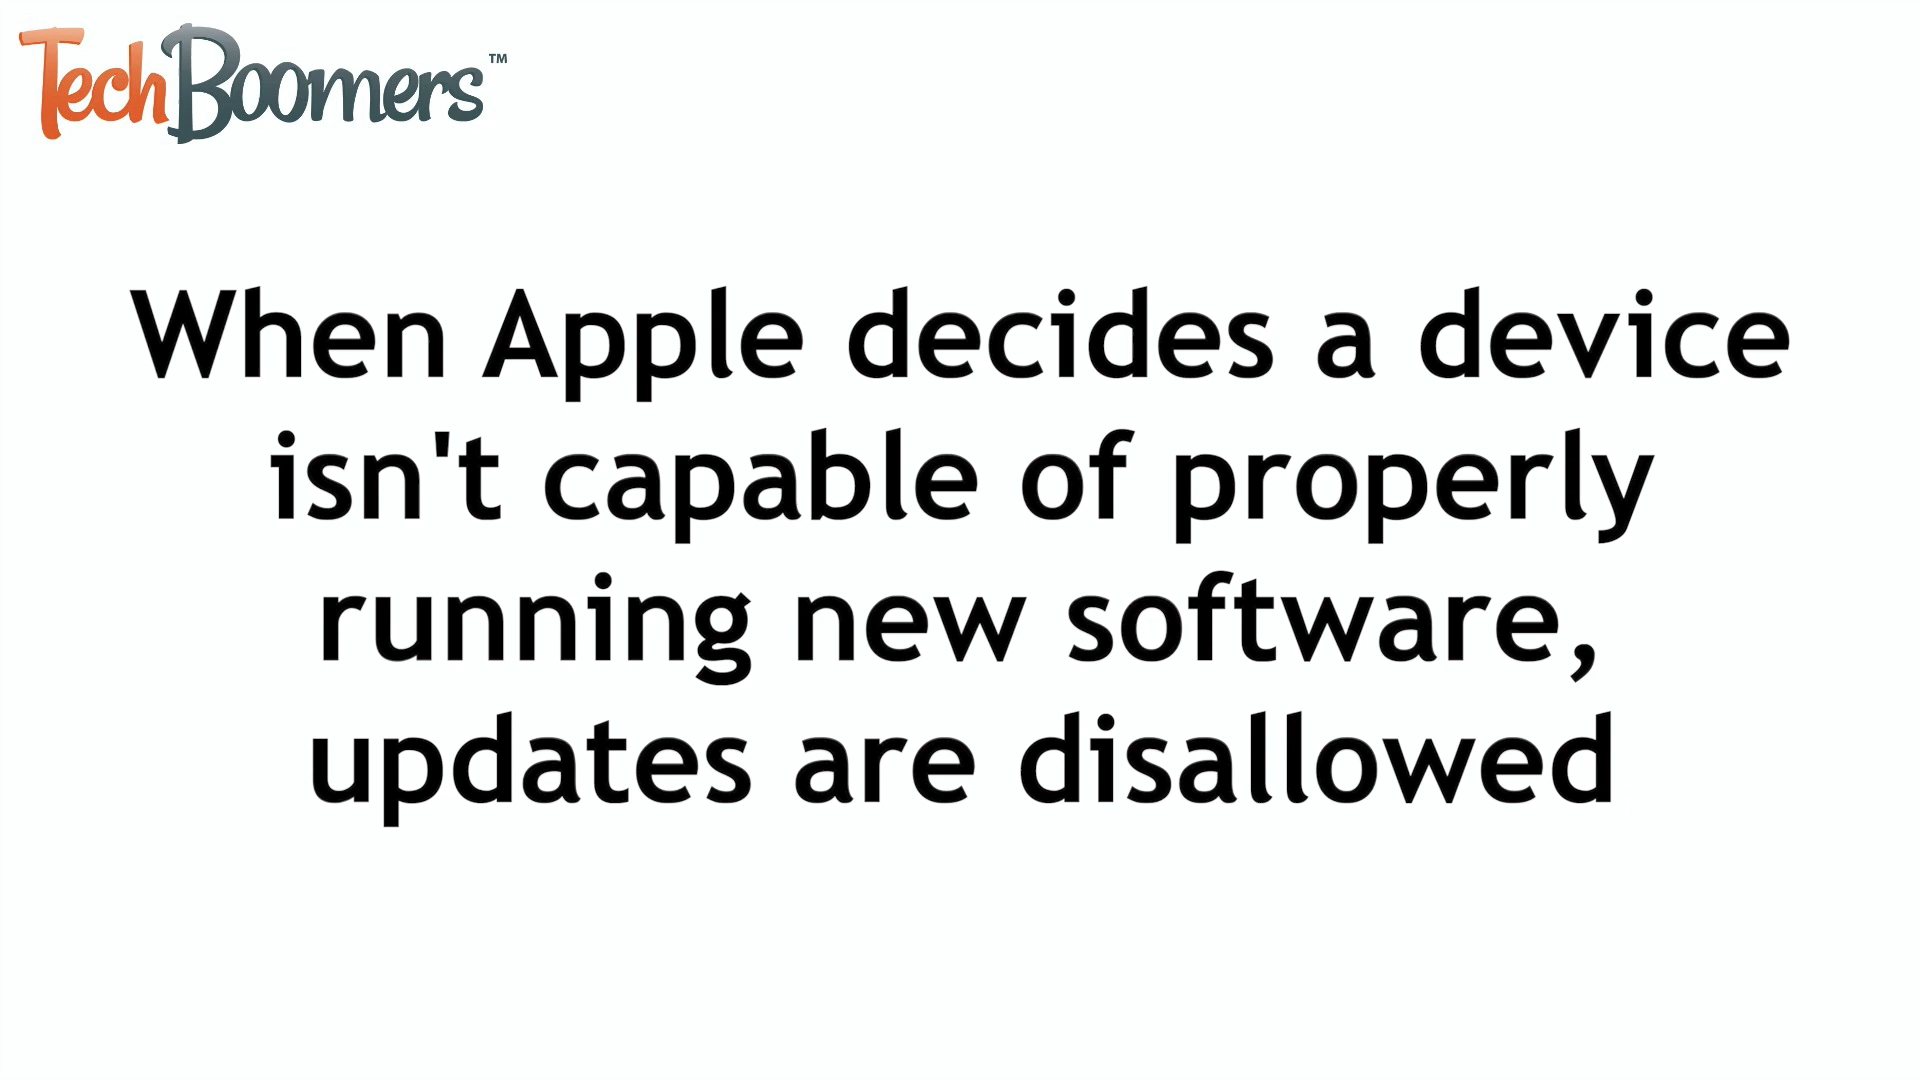 TechBoomers™
When Apple decides a device
isn't capable of properly
running new software,
updates are disallowed